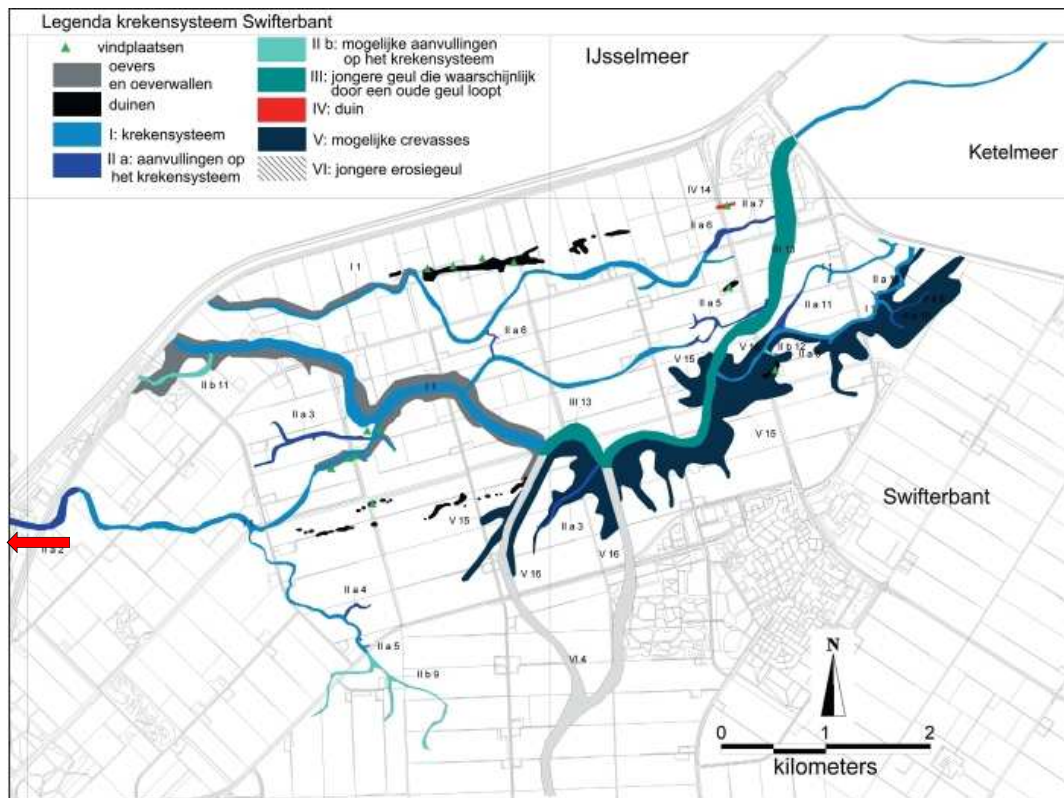 Legenda krekensysteem Swifterbant
vindplaatsen
oevers
en oeverwallen
duinen
I: krekensysteem
II a: aanvullingen op
het krekensysteem
II b: mogelijke aanvullingen
op het krekensysteem
III: jongere geul die waarschijnlijk
door een oude geul loopt
IV: duin
V: mogelijke crevasses
VI: jongere erosiegeul
IJsselmeer
Ketelmeer
IV 14
II a 7
II a 6
I 1
II a 5
II a 11
II a 6
V 15
II b 12
II b 11
I 1
III 13
II a 3
V 15
Swifterbant
V 15
II a 3
II a 2
V 16
V 16
II a 4
II a 5
VI 4
II b 9
N
0 1 2
kilometers